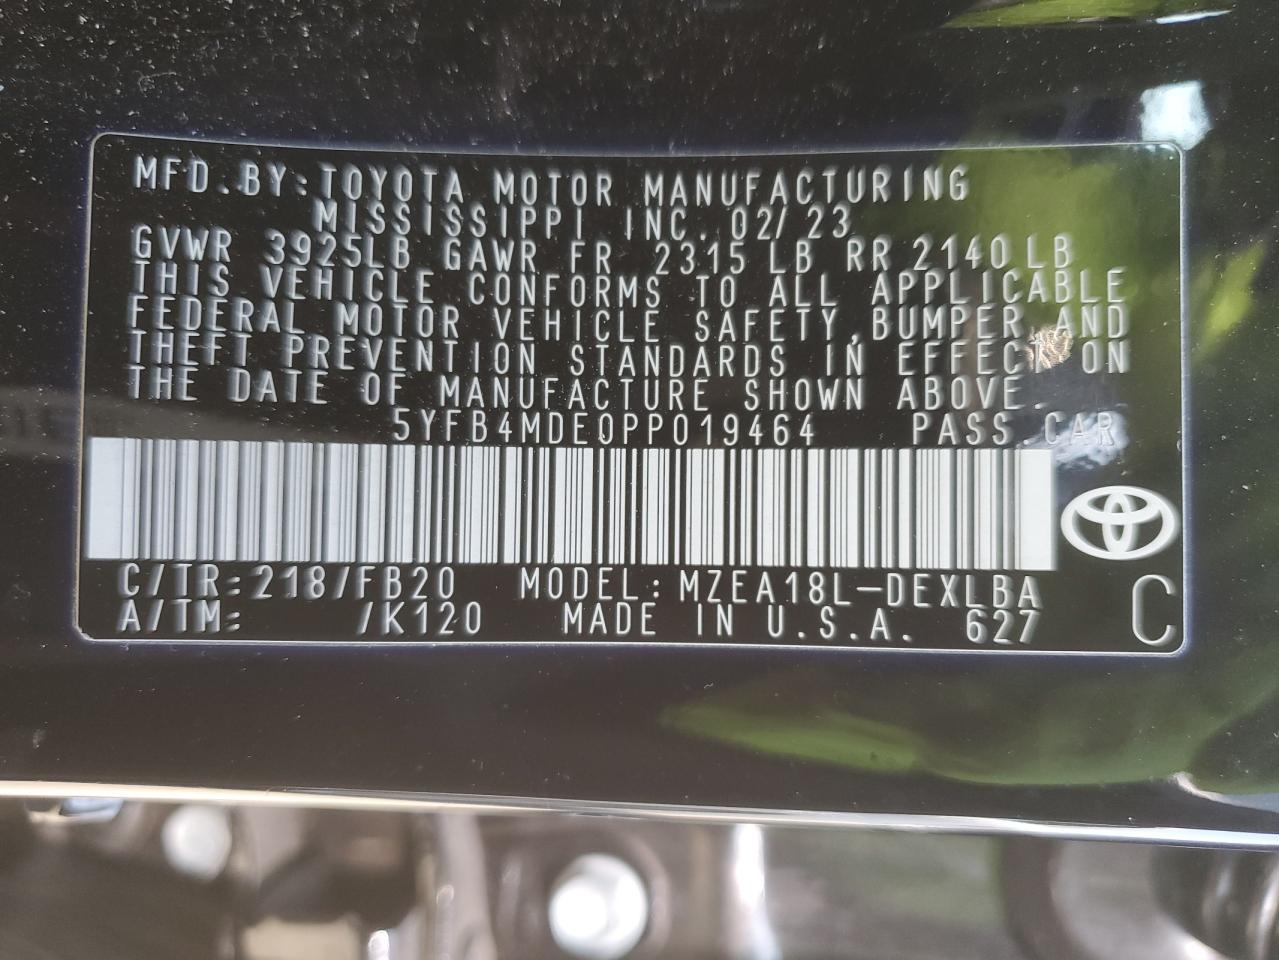 MFD.BY:TOYOTA MOTOR MANUFACTURING
MISSISSIPPI INC. 02/23
GVWR 3925LB GAWR FR 2315 LB RR 2140 LB
THIS VEHICLE CONFORMS TO ALL APPLICABLE
FEDERAL MOTOR VEHICLE SAFETY,BUMPER AND
THEFT PREVENTION STANDARDS IN EFFECT ON
THE DATE OF MANUFACTURE SHOWN ABOVE.
5YFB4MDE0PP019464 PASS.CAR
C/TR:218/FB20 MODEL:MZEA18L-DEXLBA
A/TM: /K120 MADE IN U.S.A. 627
C